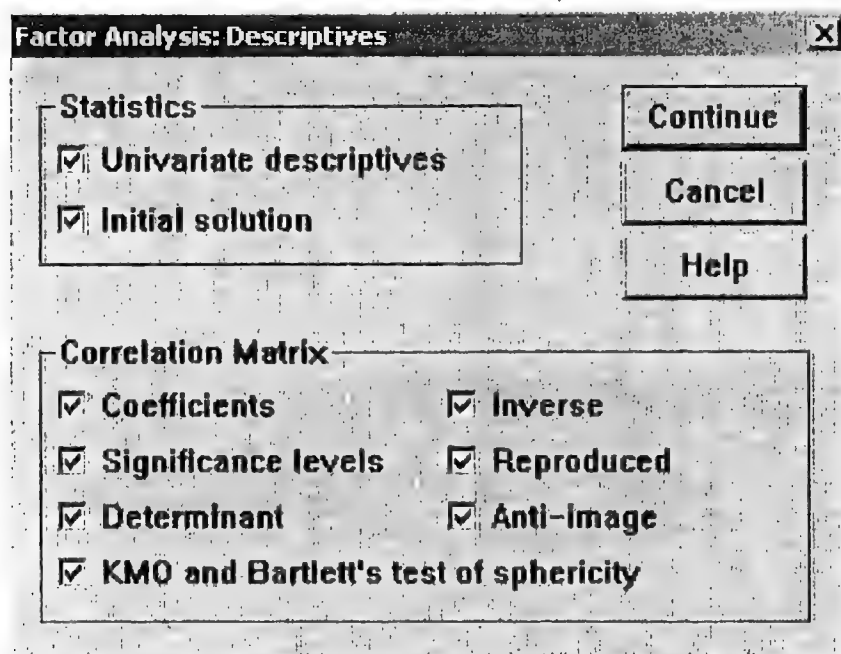 Factor Analysis: Descriptives
Statistics
Univariate descriptives
Initial solution
Continue
Cancel
Help
Correlation Matrix
Coefficients
Inverse
Significance levels
Reproduced
Determinant
Anti-image
KMO and Bartlett's test of sphericity